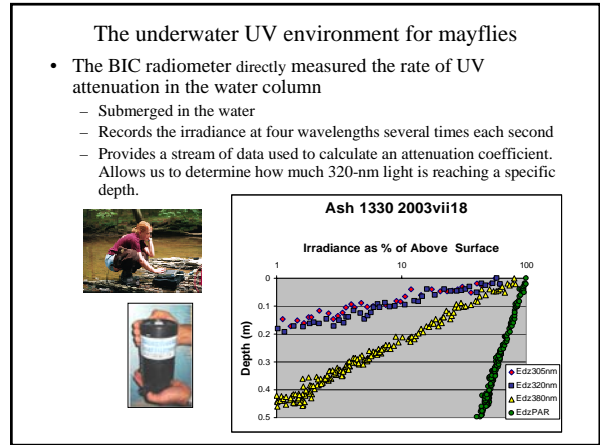 The underwater UV environment for mayflies
• The BIC radiometer directly measured the rate of UV
attenuation in the water column
– Submerged in the water
– Records the irradiance at four wavelengths several times each second
– Provides a stream of data used to calculate an attenuation coefficient.
Allows us to determine how much 320-nm light is reaching a specific
depth.
Ash 1330 2003vii18
Irradiance as % of Above Surface
1 10 100
0
0.1
0.2
0.3
0.4
0.5
Depth (m)
Edz305nm
Edz320nm
Edz380nm
EdzPAR